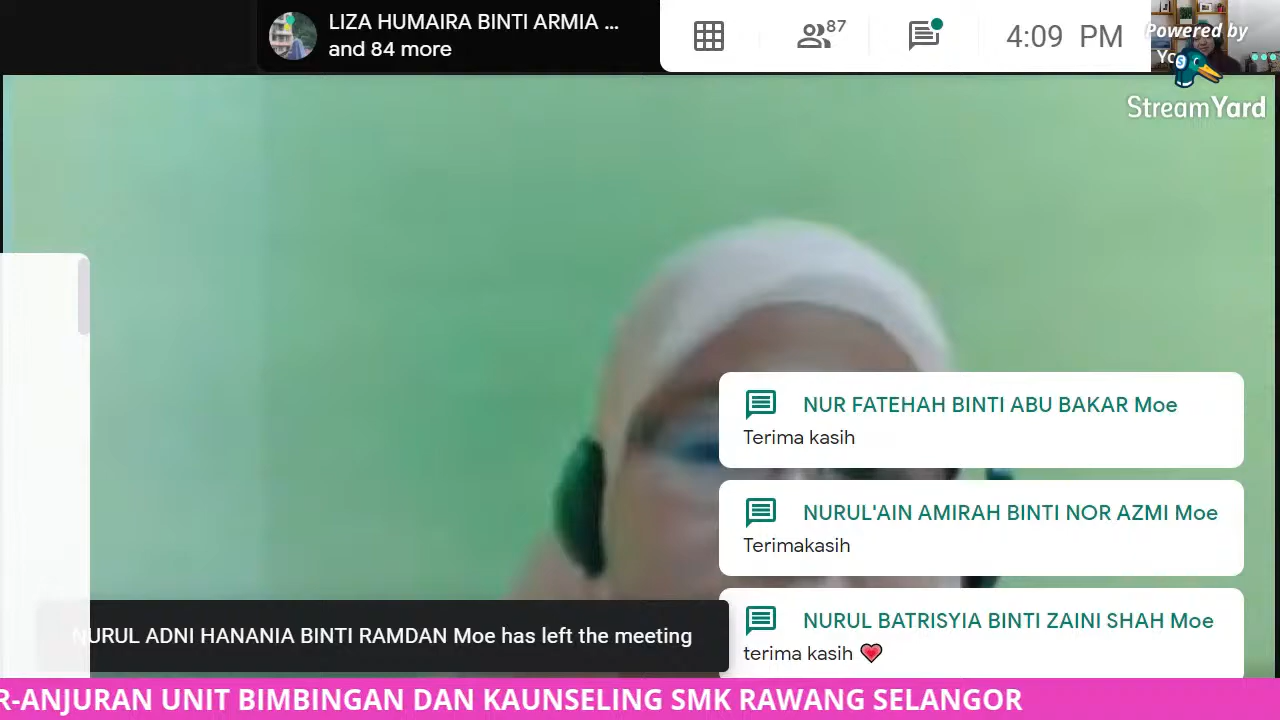 LIZA HUMAIRA BINTI ARMIA ...
and 84 more
87
4:09 PM
Powered by
StreamYard
NUR FATEHAH BINTI ABU BAKAR Moe
Terima kasih
NURUL'AIN AMIRAH BINTI NOR AZMI Moe
Terimakasih
NURUL BATRISYIA BINTI ZAINI SHAH Moe
terima kasih ❤
NURUL ADNI HANANIA BINTI RAMDAN Moe has left the meeting
R-ANJURAN UNIT BIMBINGAN DAN KAUNSELING SMK RAWANG SELANGOR